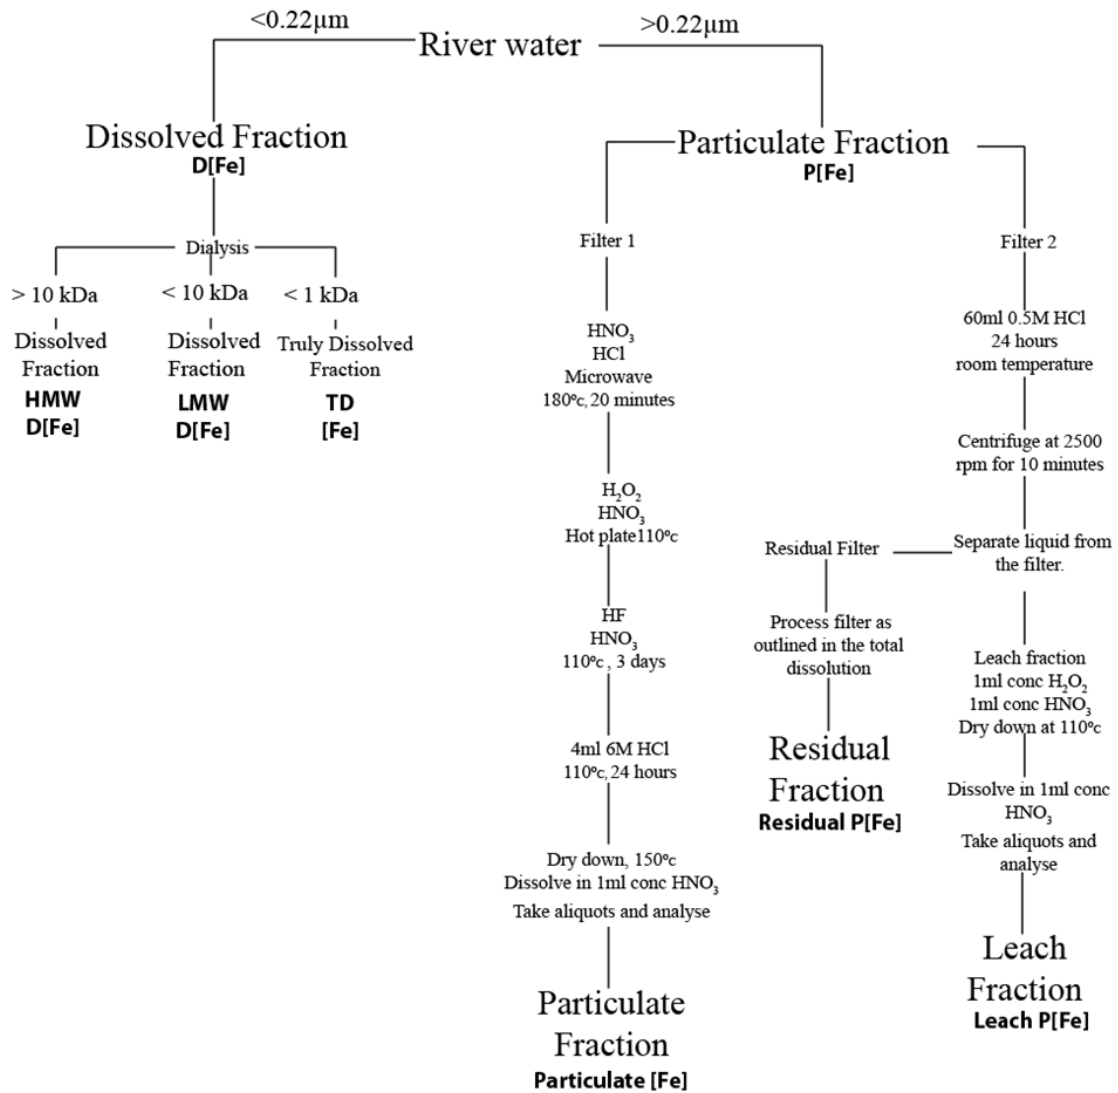 <0.22µm
River water
>0.22µm
Dissolved Fraction
D[Fe]
Dialysis
> 10 kDa
Dissolved
Fraction
HMW
D[Fe]
< 10 kDa
Dissolved
Fraction
LMW
D[Fe]
< 1 kDa
Truly Dissolved
Fraction
TD
[Fe]
Particulate Fraction
P[Fe]
Filter 1
HNO₃
HCl
Microwave
180ºc, 20 minutes
H₂O₂
HNO₃
Hot plate110ºc
HF
HNO₃
110ºc , 3 days
4ml 6M HCl
110ºc, 24 hours
Dry down, 150ºc
Dissolve in 1ml conc HNO₃
Take aliquots and analyse
Particulate
Fraction
Particulate [Fe]
Filter 2
60ml 0.5M HCl
24 hours
room temperature
Centrifuge at 2500
rpm for 10 minutes
Separate liquid from
the filter.
Residual Filter
Process filter as
outlined in the total
dissolution
Residual
Fraction
Residual P[Fe]
Leach fraction
1ml conc H₂O₂
1ml conc HNO₃
Dry down at 110ºc
Dissolve in 1ml conc
HNO₃
Take aliquots and
analyse
Leach
Fraction
Leach P[Fe]